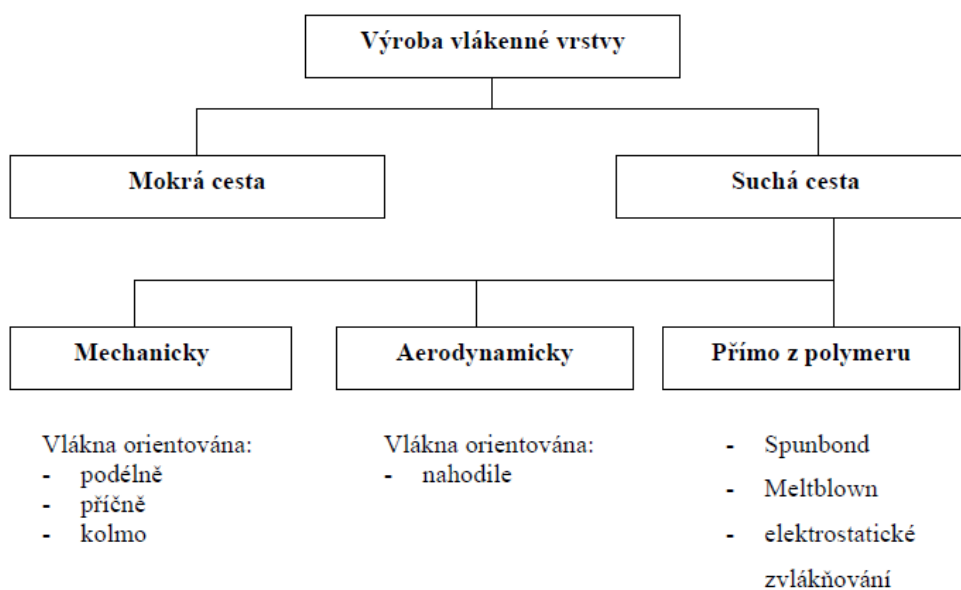 Výroba vlákenné vrstvy
Mokrá cesta
Suchá cesta
Mechanicky
Aerodynamicky
Přímo z polymeru
Vlákna orientována:
- podélně
- příčně
- kolmo
Vlákna orientována:
- nahodile
- Spunbond
- Meltblown
- elektrostatické
zvlákňování